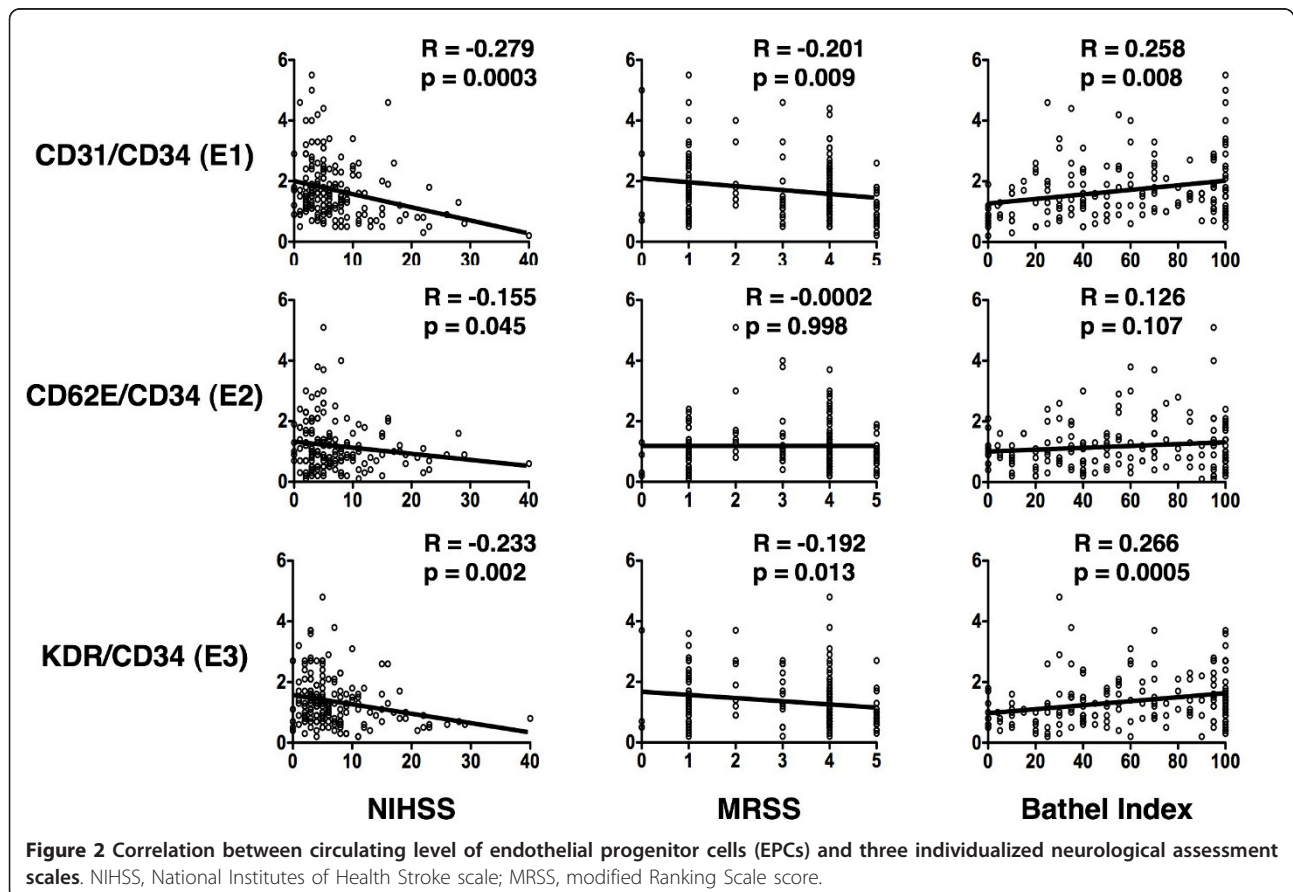 R = -0.279
p = 0.0003
R = -0.201
p = 0.009
R = 0.258
p = 0.008
CD31/CD34 (E1)
6
4
2
0
0 10 20 30 40
6
4
2
0
0 1 2 3 4 5
6
4
2
0
0 20 40 60 80 100
R = -0.155
p = 0.045
R = -0.0002
p = 0.998
R = 0.126
p = 0.107
CD62E/CD34 (E2)
6
4
2
0
0 10 20 30 40
6
4
2
0
0 1 2 3 4 5
6
4
2
0
0 20 40 60 80 100
R = -0.233
p = 0.002
R = -0.192
p = 0.013
R = 0.266
p = 0.0005
KDR/CD34 (E3)
6
4
2
0
0 10 20 30 40
6
4
2
0
0 1 2 3 4 5
6
4
2
0
0 20 40 60 80 100
NIHSS MRSS Bathel Index
Figure 2 Correlation between circulating level of endothelial progenitor cells (EPCs) and three individualized neurological assessment
scales. NIHSS, National Institutes of Health Stroke scale; MRSS, modified Ranking Scale score.